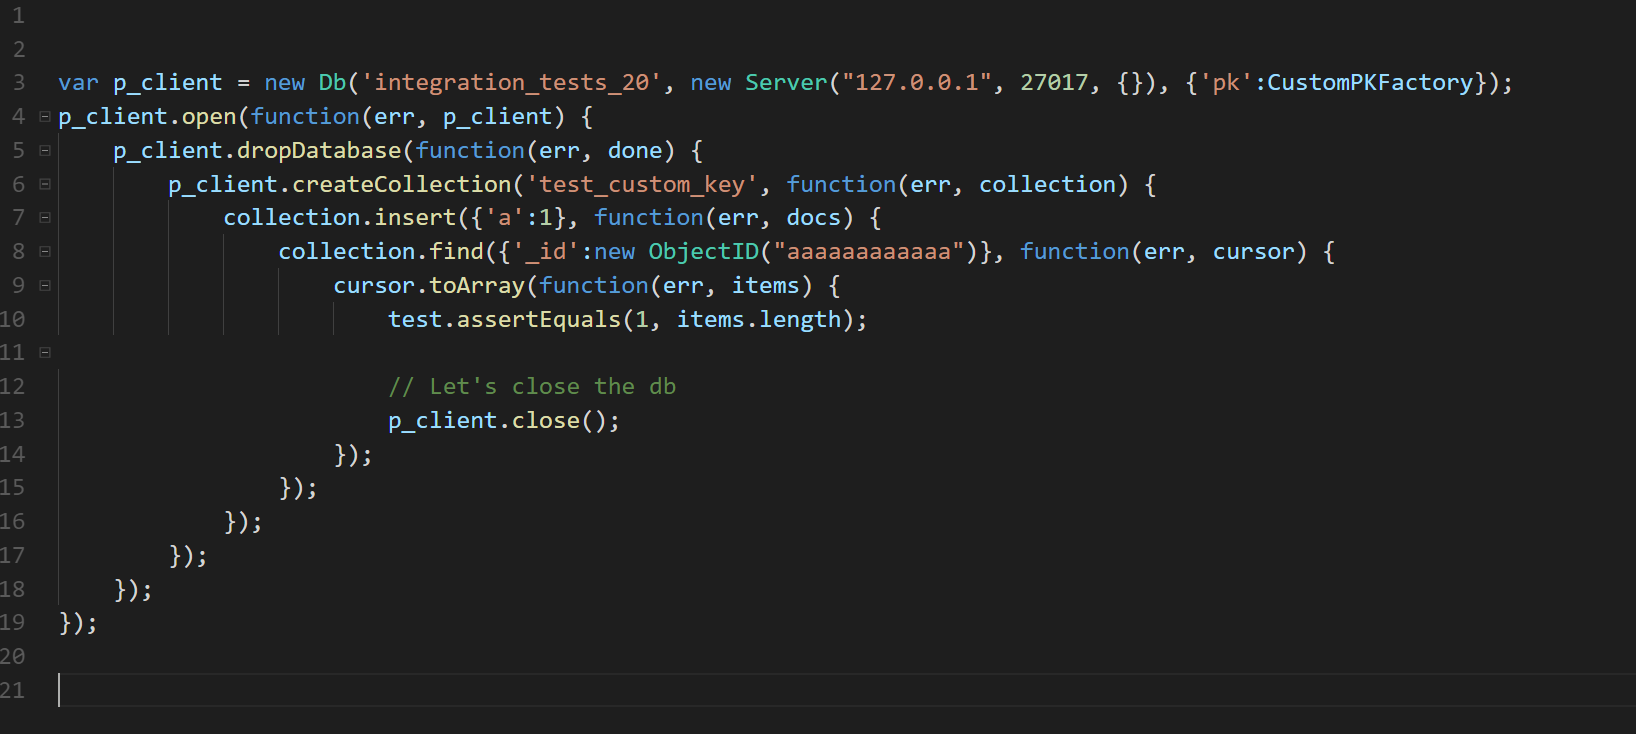 1
2
3 var p_client = new Db('integration_tests_20', new Server("127.0.0.1", 27017, {}), {'pk':CustomPKFactory});
4 p_client.open(function(err, p_client) {
5 p_client.dropDatabase(function(err, done) {
6 p_client.createCollection('test_custom_key', function(err, collection) {
7 collection.insert({'a':1}, function(err, docs) {
8 collection.find({'_id':new ObjectID("aaaaaaaaaaaa")}, function(err, cursor) {
9 cursor.toArray(function(err, items) {
10 test.assertEquals(1, items.length);
11
12 // Let's close the db
13 p_client.close();
14 });
15 });
16 });
17 });
18 });
19 });
20
21